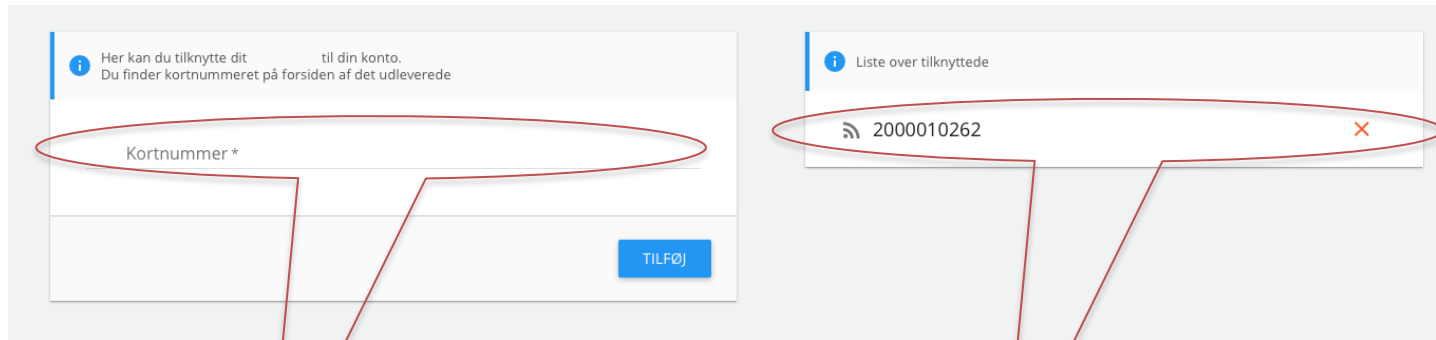 Her kan du tilknytte dit til din konto.
Du finder kortnummeret på forsiden af det udleverede
Kortnummer *
TILFØJ
Liste over tilknyttede
2000010262